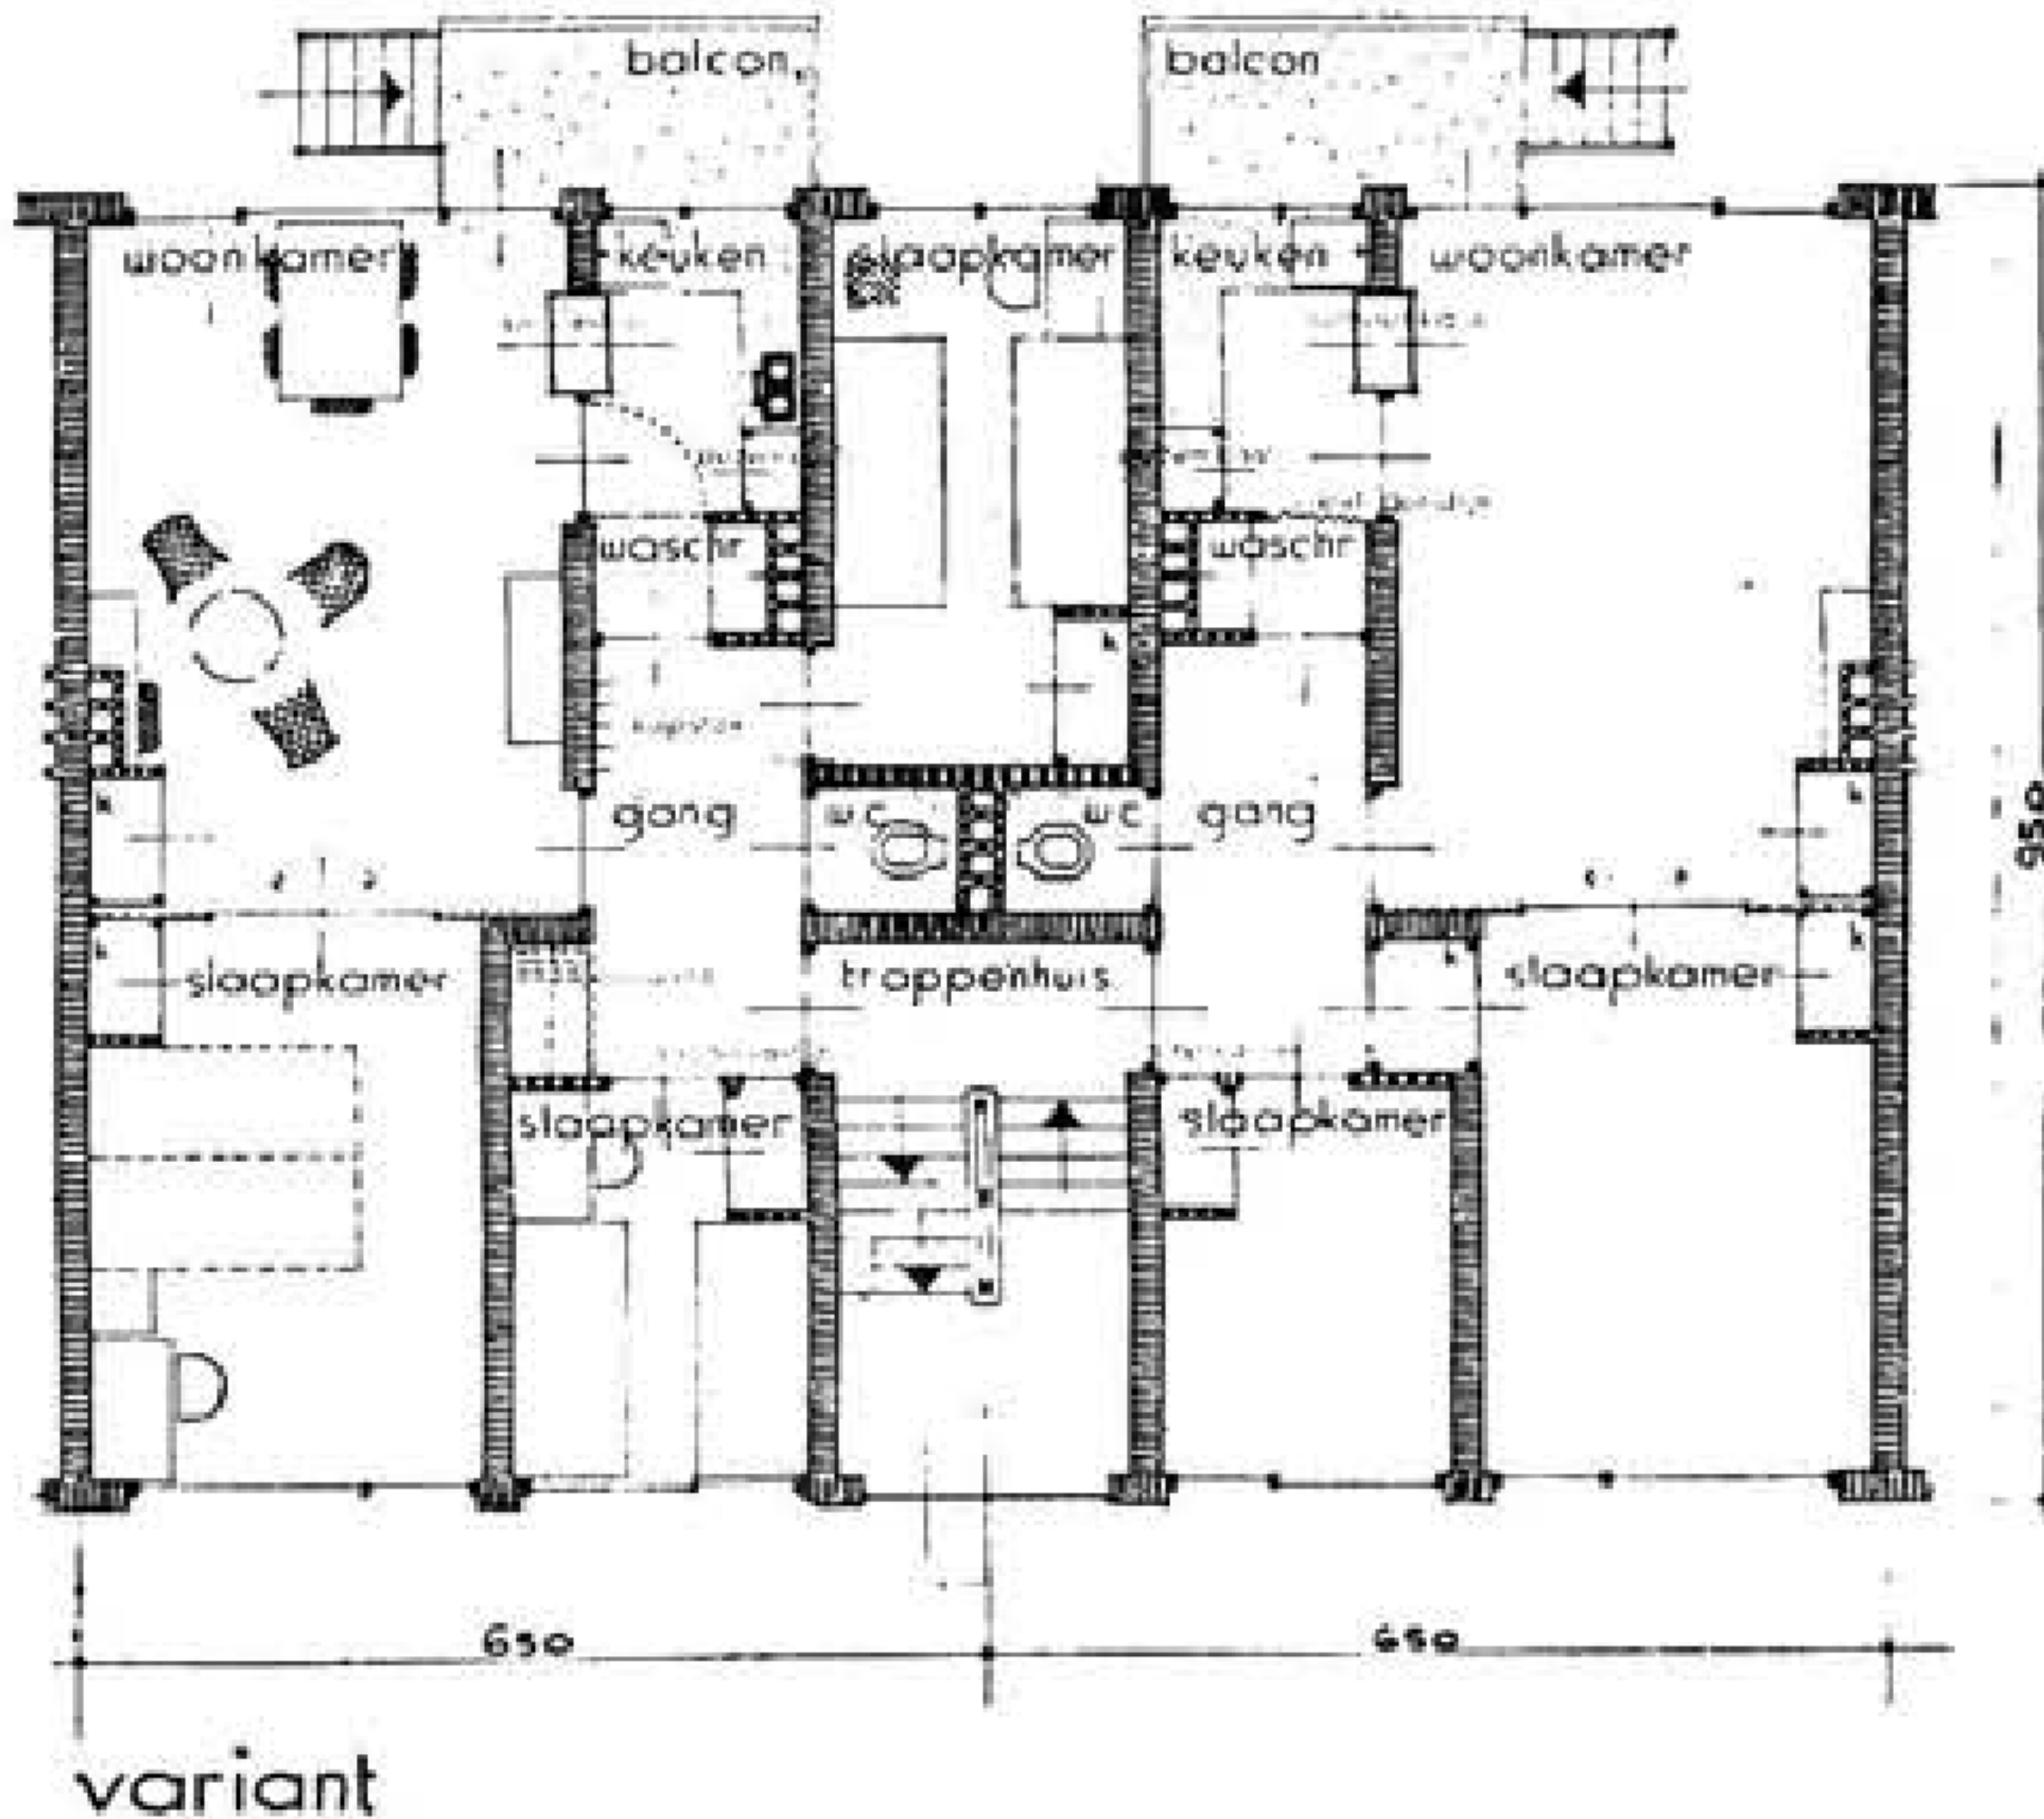 balcon
balcon
woonkamer
keuken
slaapkamer
keuken
woonkamer
waschr
waschr
gang
wc
wc
gang
k
k
k
k
k
k
slaapkamer
trappenhuis
slaapkamer
slaapkamer
slaapkamer
950
650
650
variant